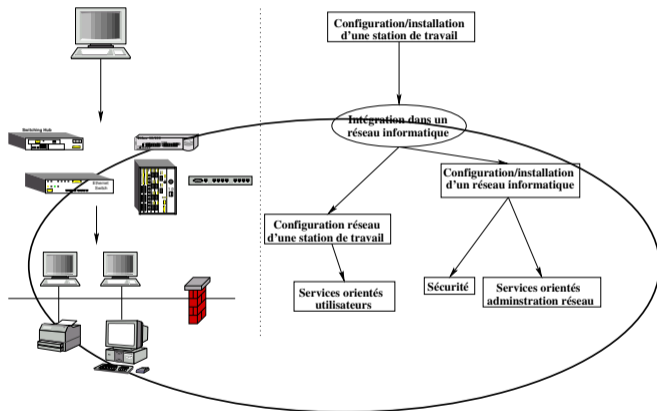 Configuration/installation
d'une station de travail
Switching Hub
Intégration dans un
réseau informatique
Ethernet
Switch
Configuration/installation
d'un réseau informatique
Configuration réseau
d'une station de travail
Services orientés
utilisateurs
Sécurité
Services orientés
adminstration réseau